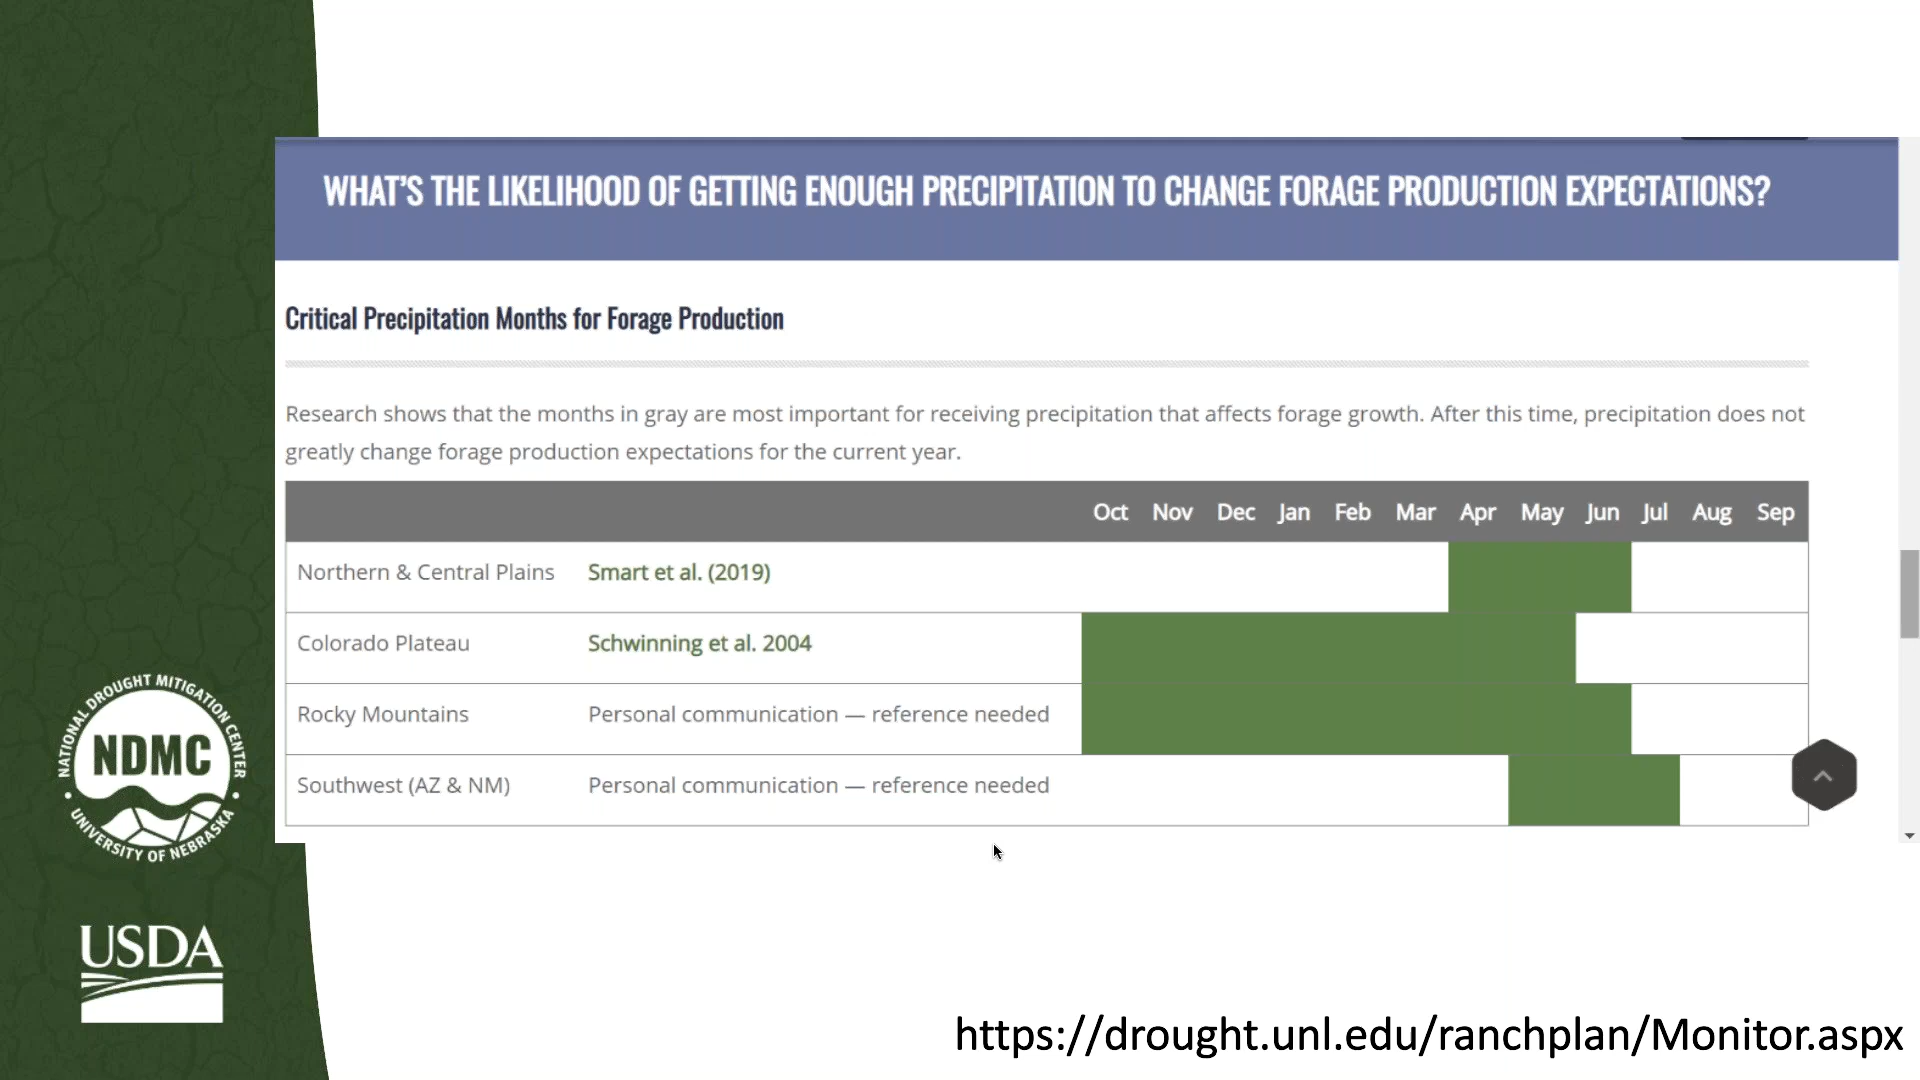 WHAT'S THE LIKELIHOOD OF GETTING ENOUGH PRECIPITATION TO CHANGE FORAGE PRODUCTION EXPECTATIONS?
Critical Precipitation Months for Forage Production
Research shows that the months in gray are most important for receiving precipitation that affects forage growth. After this time, precipitation does not
greatly change forage production expectations for the current year.
Oct Nov Dec Jan Feb Mar Apr May Jun Jul Aug Sep
Northern & Central Plains Smart et al. (2019)
Colorado Plateau Schwinning et al. 2004
Rocky Mountains Personal communication — reference needed
Southwest (AZ & NM) Personal communication — reference needed
NATIONAL DROUGHT MITIGATION CENTER
NDMC
UNIVERSITY OF NEBRASKA
USDA
https://drought.unl.edu/ranchplan/Monitor.aspx